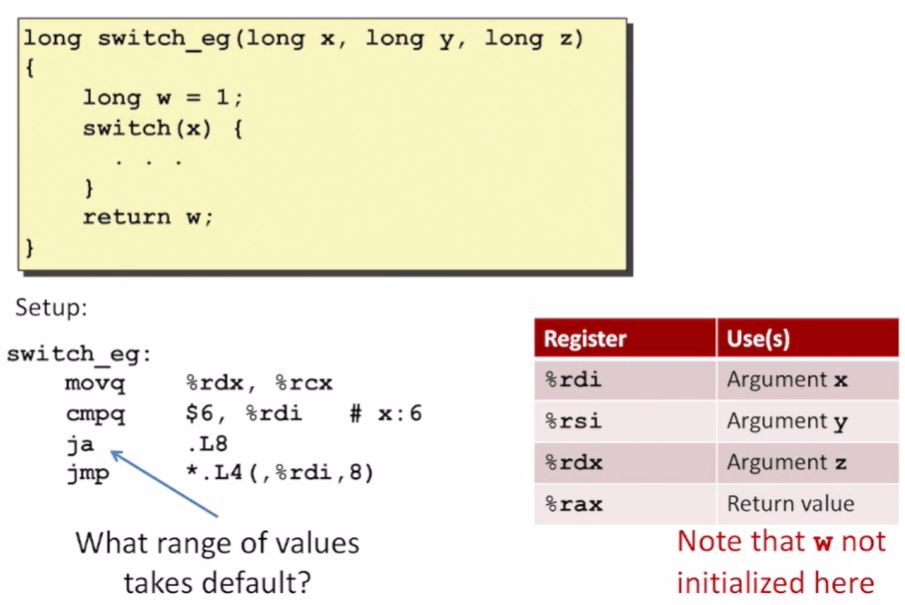 long switch_eg(long x, long y, long z)
{
    long w = 1;
    switch(x) {
      . . .
    }
    return w;
}
Setup:
switch_eg:
    movq    %rdx, %rcx
    cmpq    $6, %rdi    # x:6
    ja      .L8
    jmp     *.L4(,%rdi,8)
What range of values
takes default?
Register Use(s)
%rdi Argument x
%rsi Argument y
%rdx Argument z
%rax Return value
Note that w not
initialized here